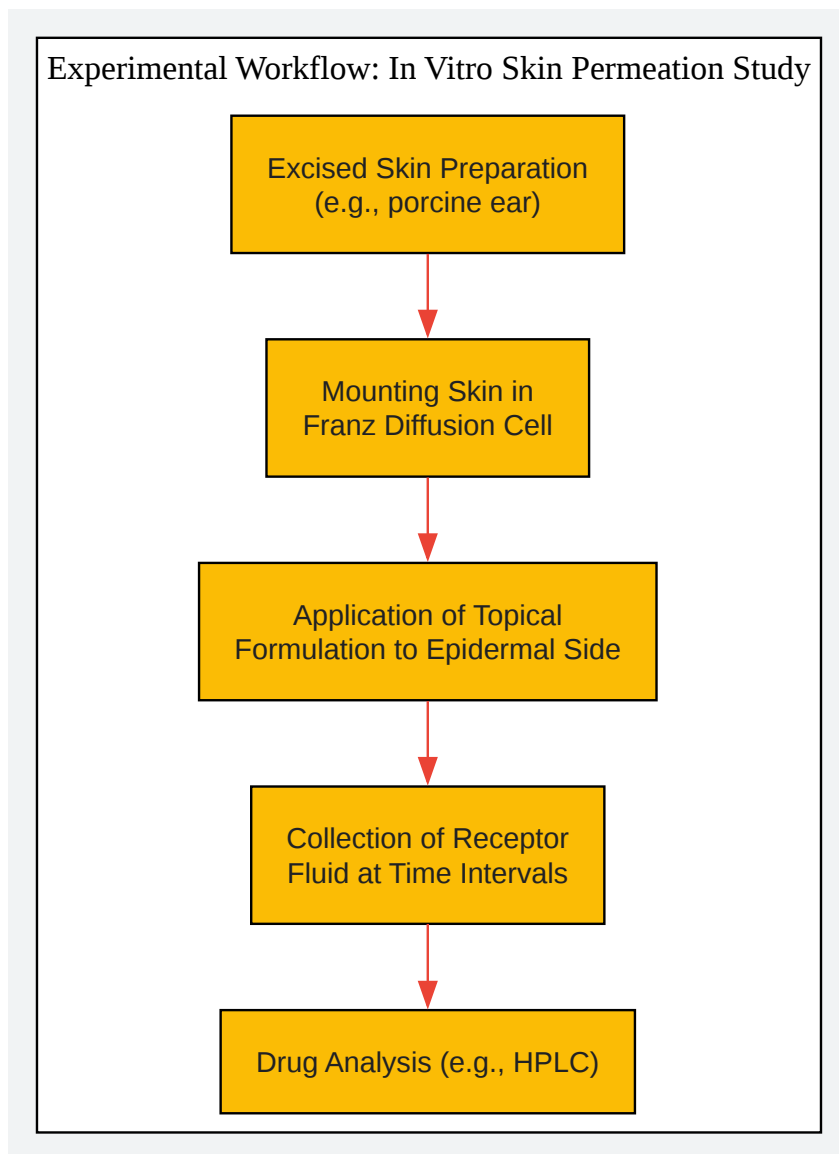 Experimental Workflow: In Vitro Skin Permeation Study
Excised Skin Preparation
(e.g., porcine ear)
Mounting Skin in
Franz Diffusion Cell
Application of Topical
Formulation to Epidermal Side
Collection of Receptor
Fluid at Time Intervals
Drug Analysis (e.g., HPLC)